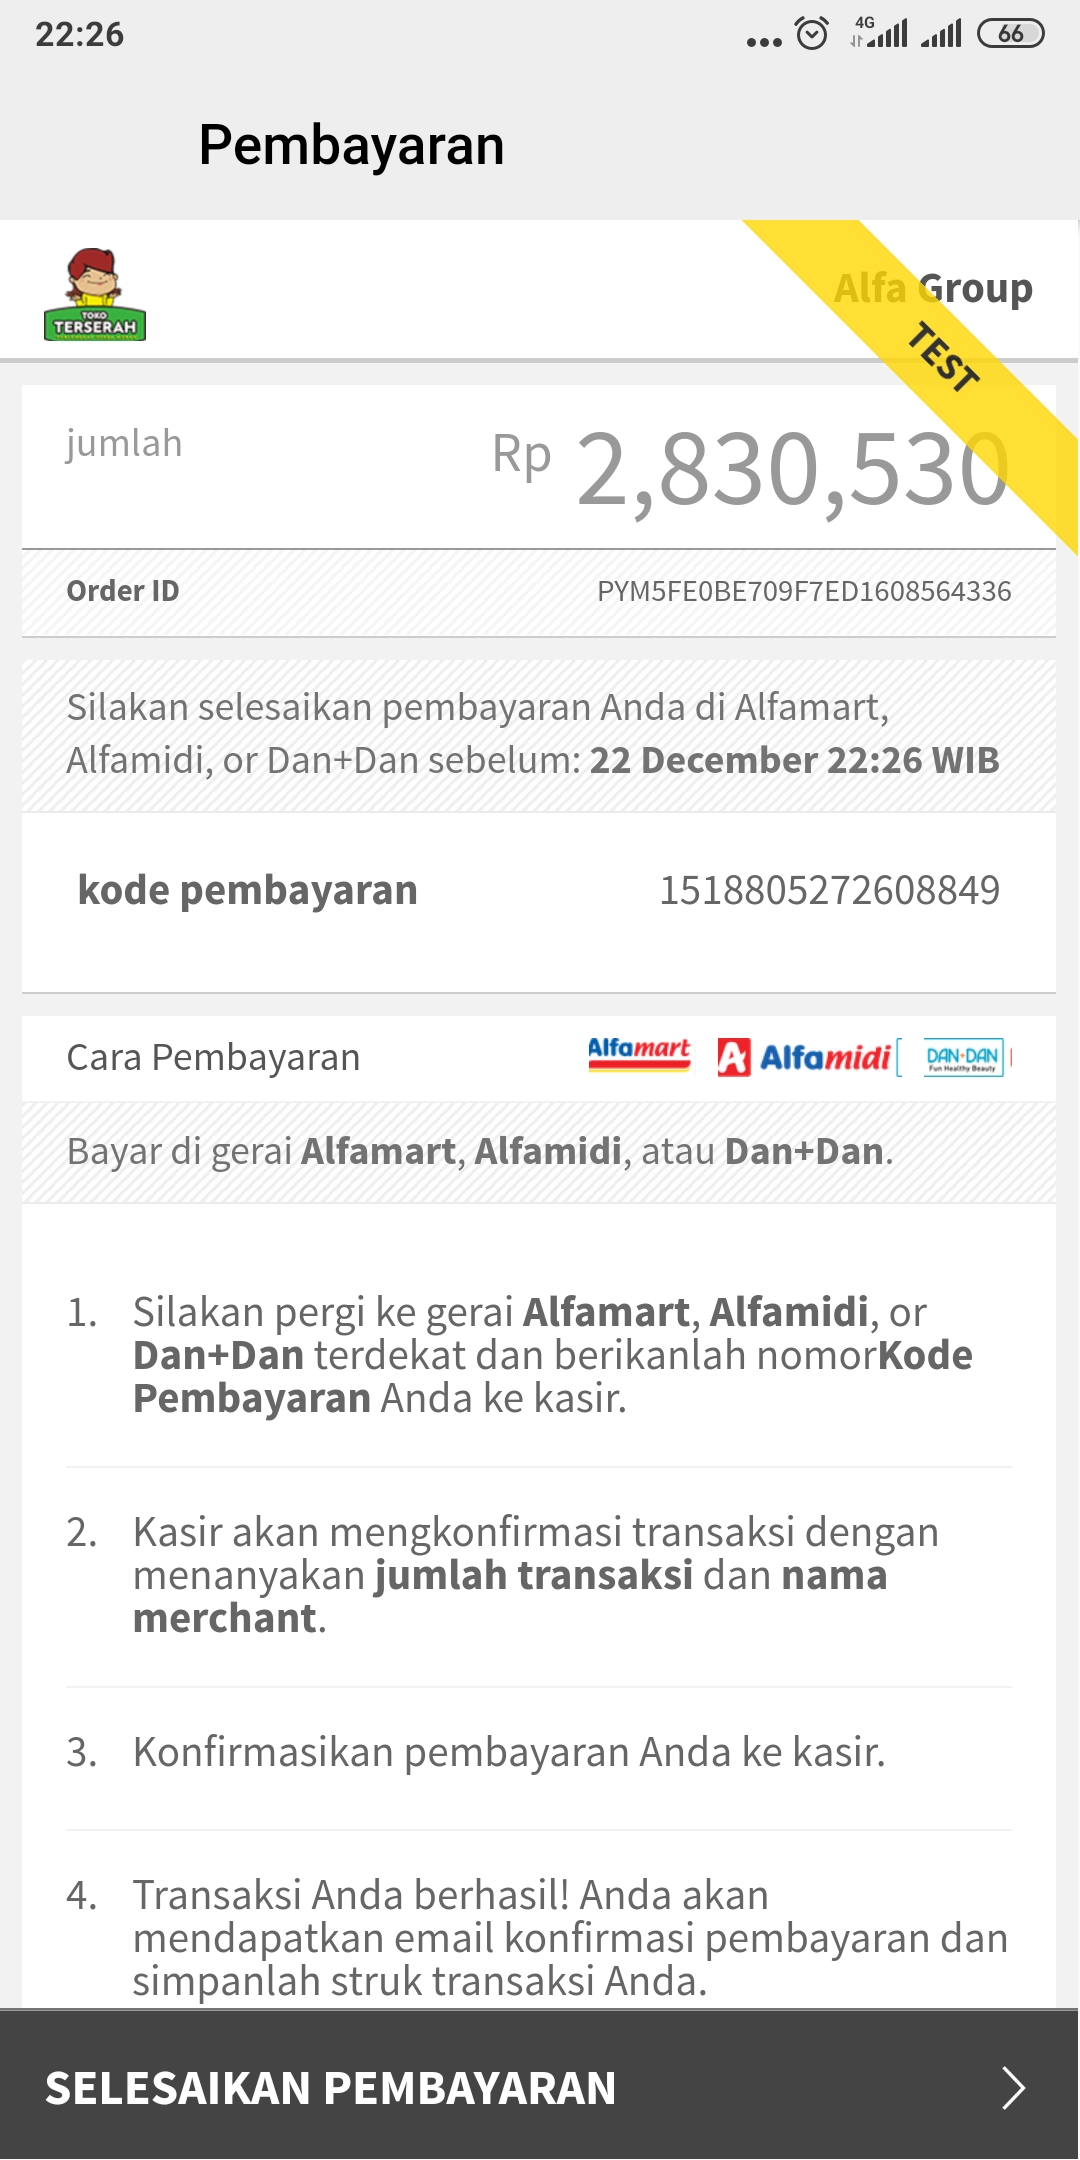 22:26
4G
66
Pembayaran
TOKO
TERSERAH
Alfa Group
TEST
jumlah
Rp 2,830,530
Order ID
PYM5FE0BE709F7ED1608564336
Silakan selesaikan pembayaran Anda di Alfamart,
Alfamidi, or Dan+Dan sebelum: 22 December 22:26 WIB
kode pembayaran
1518805272608849
Cara Pembayaran
Alfamart
Alfamidi
DAN+DAN
Fun Healthy Beauty
Bayar di gerai Alfamart, Alfamidi, atau Dan+Dan.
1. Silakan pergi ke gerai Alfamart, Alfamidi, or
Dan+Dan terdekat dan berikanlah nomorKode
Pembayaran Anda ke kasir.
2. Kasir akan mengkonfirmasi transaksi dengan
menanyakan jumlah transaksi dan nama
merchant.
3. Konfirmasikan pembayaran Anda ke kasir.
4. Transaksi Anda berhasil! Anda akan
mendapatkan email konfirmasi pembayaran dan
simpanlah struk transaksi Anda.
SELESAIKAN PEMBAYARAN